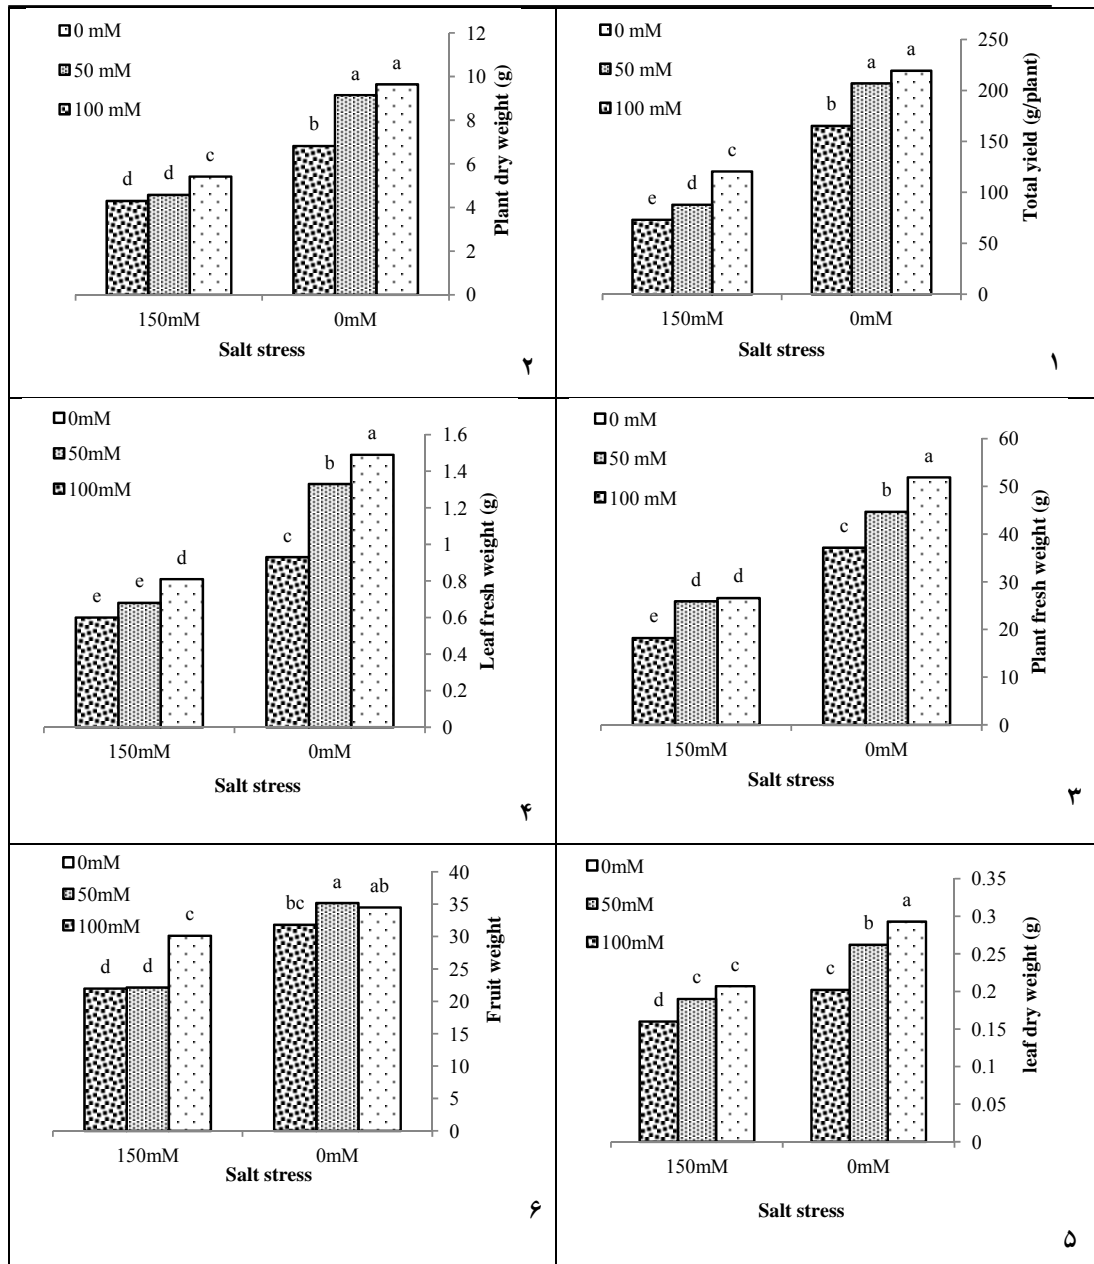 0 mM
50 mM
100 mM
Total yield (g/plant)
250
200
150
100
50
0
e
d
c
b
a
a
150mM
0mM
Salt stress
۱
0 mM
50 mM
100 mM
Plant dry weight (g)
12
10
8
6
4
2
0
d
d
c
b
a
a
150mM
0mM
Salt stress
۲
0 mM
50 mM
100 mM
Plant fresh weight (g)
60
50
40
30
20
10
0
e
d
d
c
b
a
150mM
0mM
Salt stress
۳
0mM
50mM
100mM
Leaf fresh weight (g)
1.6
1.4
1.2
1
0.8
0.6
0.4
0.2
0
e
e
d
c
b
a
150mM
0mM
Salt stress
۴
0mM
50mM
100mM
leaf dry weight (g)
0.35
0.3
0.25
0.2
0.15
0.1
0.05
0
d
c
c
c
b
a
150mM
0mM
Salt stress
۵
0mM
50mM
100mM
Fruit weight
40
35
30
25
20
15
10
5
0
d
d
c
bc
a
ab
150mM
0mM
Salt stress
۶